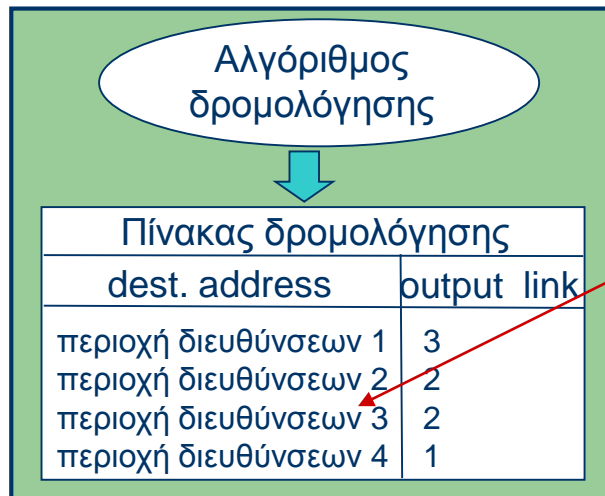 Αλγόριθμος
δρομολόγησης
Πίνακας δρομολόγησης
dest. address output link
περιοχή διευθύνσεων 1 3
περιοχή διευθύνσεων 2 2
περιοχή διευθύνσεων 3 2
περιοχή διευθύνσεων 4 1